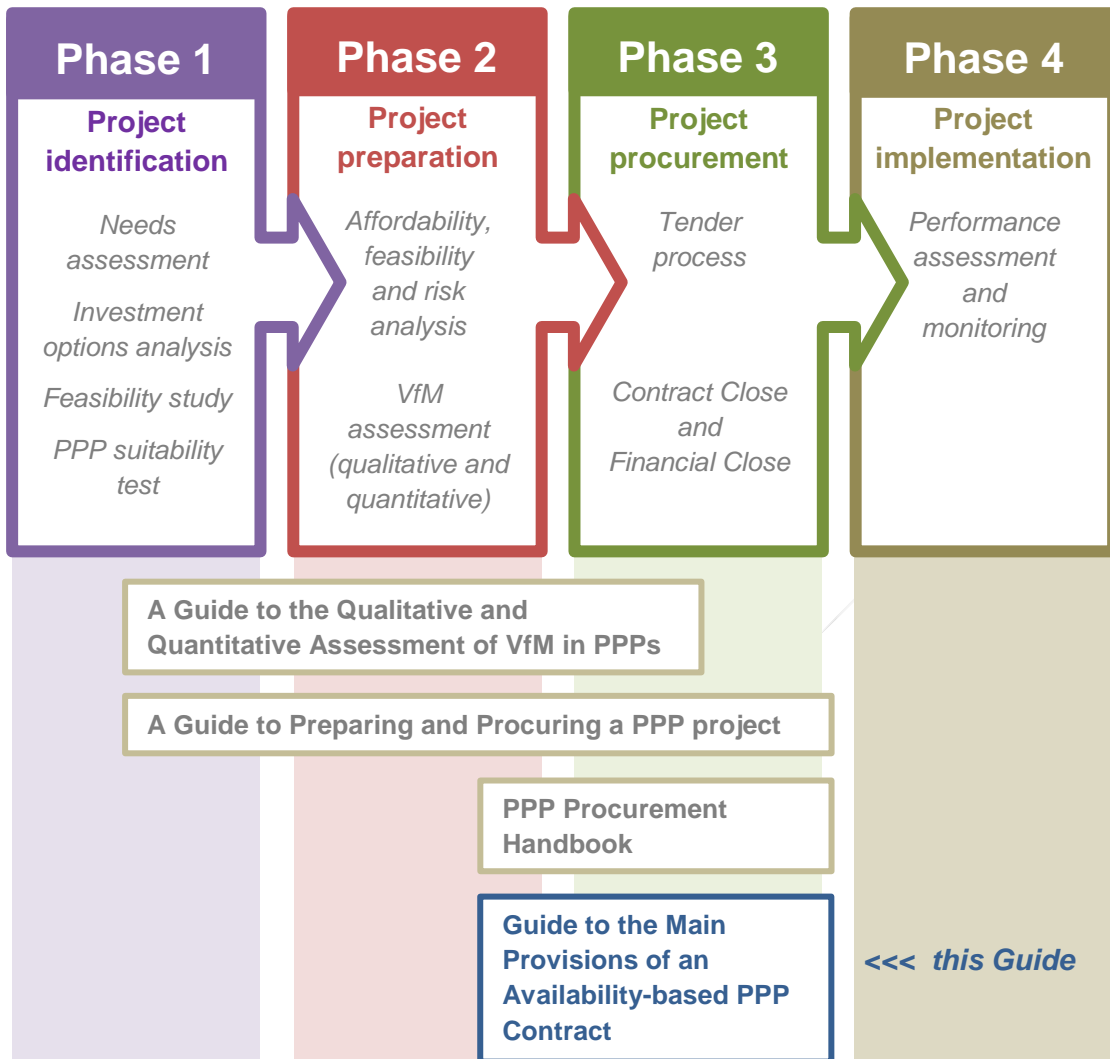 Phase 1
Project
identification
Needs
assessment
Investment
options analysis
Feasibility study
PPP suitability
test
Phase 2
Project
preparation
Affordability,
feasibility
and risk
analysis
VfM
assessment
(qualitative and
quantitative)
Phase 3
Project
procurement
Tender
process
Contract Close
and
Financial Close
Phase 4
Project
implementation
Performance
assessment
and
monitoring
A Guide to the Qualitative and
Quantitative Assessment of VfM in PPPs
A Guide to Preparing and Procuring a PPP project
PPP Procurement
Handbook
Guide to the Main
Provisions of an
Availability-based PPP
Contract
<<< this Guide